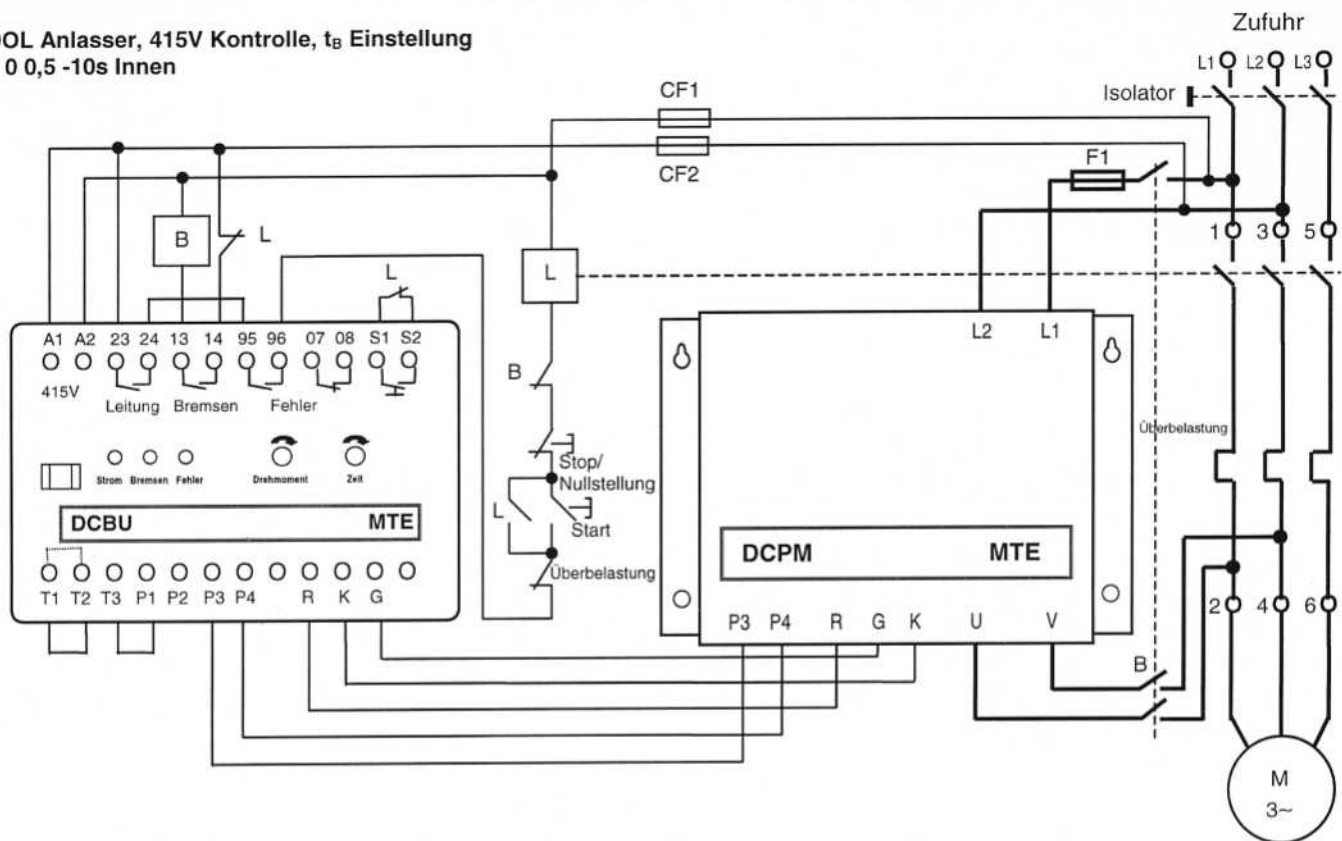 OL Anlasser, 415V Kontrolle, tB Einstellung
0 0,5 -10s Innen
Zufuhr
L1 L2 L3
Isolator
CF1
CF2
F1
1 3 5
B
L
L
L
A1 A2 23 24 13 14 95 96 07 08 S1 S2
415V
Leitung Bremsen Fehler
Strom Bremsen Fehler Drehmoment Zeit
DCBU MTE
T1 T2 T3 P1 P2 P3 P4 R K G
B
Stop/
Nullstellung
L
Start
Überbelastung
L2 L1
DCPM MTE
P3 P4 R G K U V
Überbelastung
B
2 4 6
M
3~